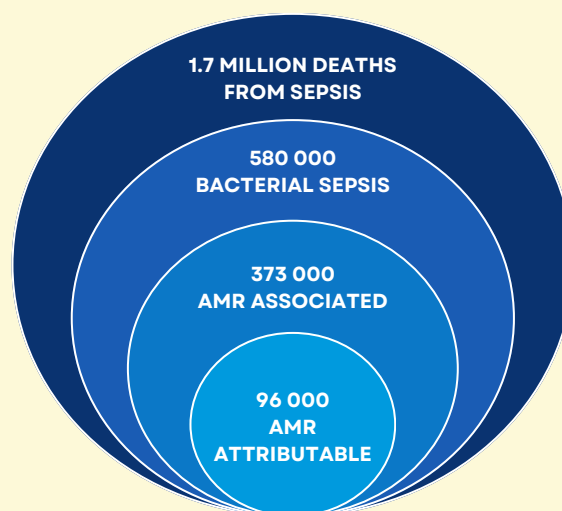 1.7 MILLION DEATHS
FROM SEPSIS
580 000
BACTERIAL SEPSIS
373 000
AMR ASSOCIATED
96 000
AMR
ATTRIBUTABLE